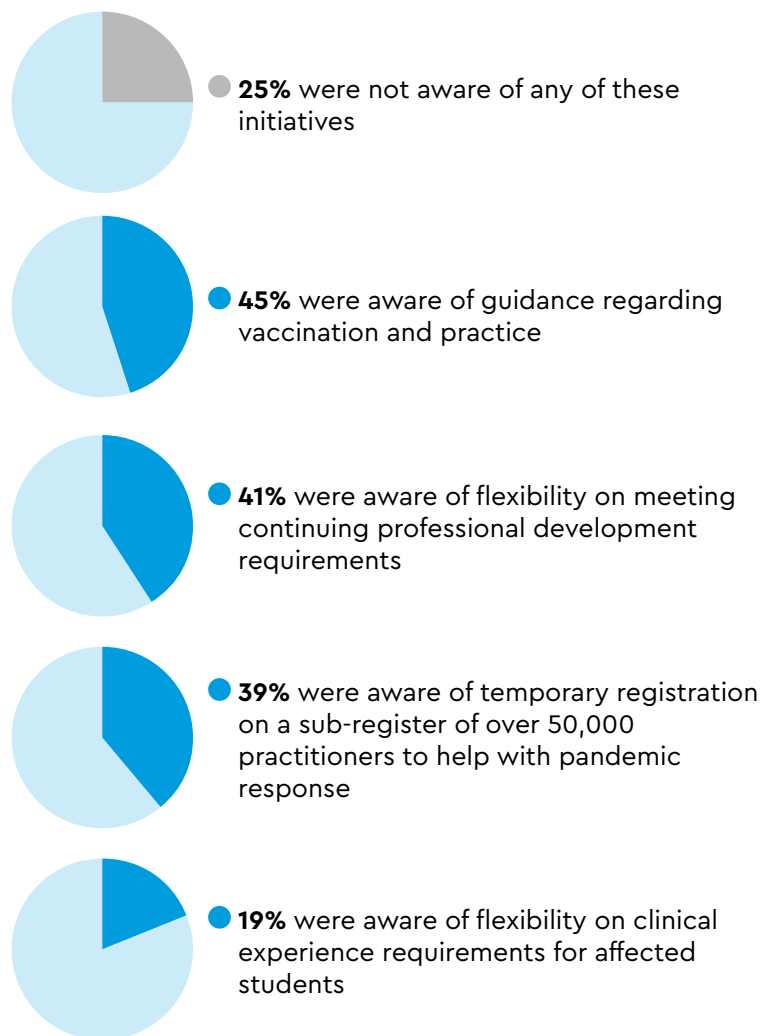 25% were not aware of any of these
initiatives
45% were aware of guidance regarding
vaccination and practice
41% were aware of flexibility on meeting
continuing professional development
requirements
39% were aware of temporary registration
on a sub-register of over 50,000
practitioners to help with pandemic
response
19% were aware of flexibility on clinical
experience requirements for affected
students